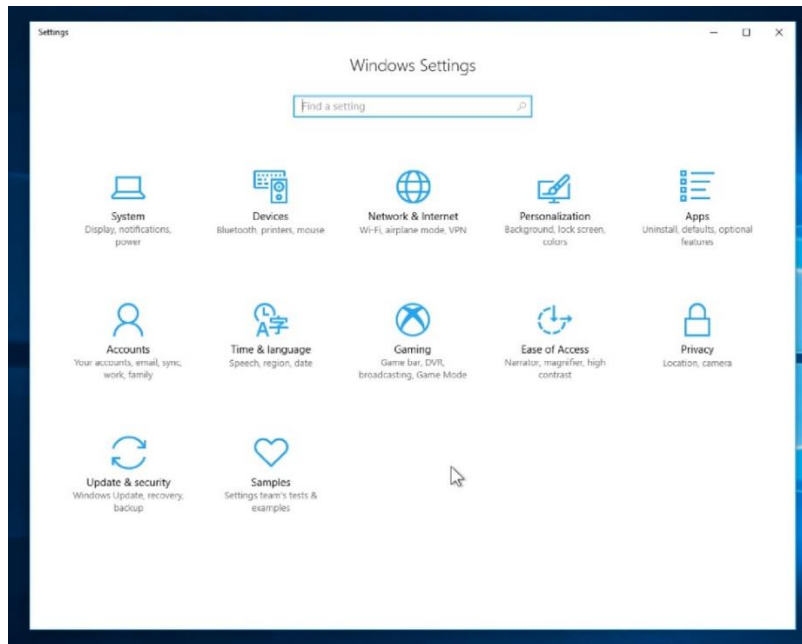 Settings
Windows Settings
Find a setting
System
Display, notifications,
power
Devices
Bluetooth, printers, mouse
Network & Internet
Wi-Fi, airplane mode, VPN
Personalization
Background, lock screen,
colors
Apps
Uninstall, defaults, optional
features
Accounts
Your accounts, email, sync,
work, family
Time & language
Speech, region, date
Gaming
Game bar, DVR,
broadcasting, Game Mode
Ease of Access
Narrator, magnifier, high
contrast
Privacy
Location, camera
Update & security
Windows Update, recovery,
backup
Samples
Settings team's tests &
examples